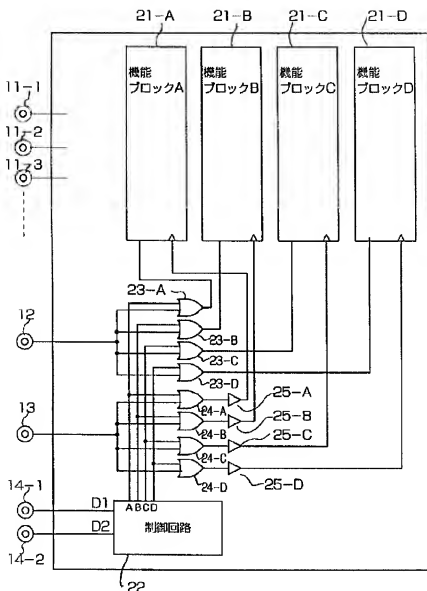 21-A
21-B
21-C
21-D
機能
ブロックA
機能
ブロックB
機能
ブロックC
機能
ブロックD
11-1
11-2
11-3
23-A
12
23-B
23-C
23-D
13
24-A
25-A
24-B
25-B
24-C
25-C
24-D
25-D
14-1
D1
A B C D
14-2
D2
制御回路
22